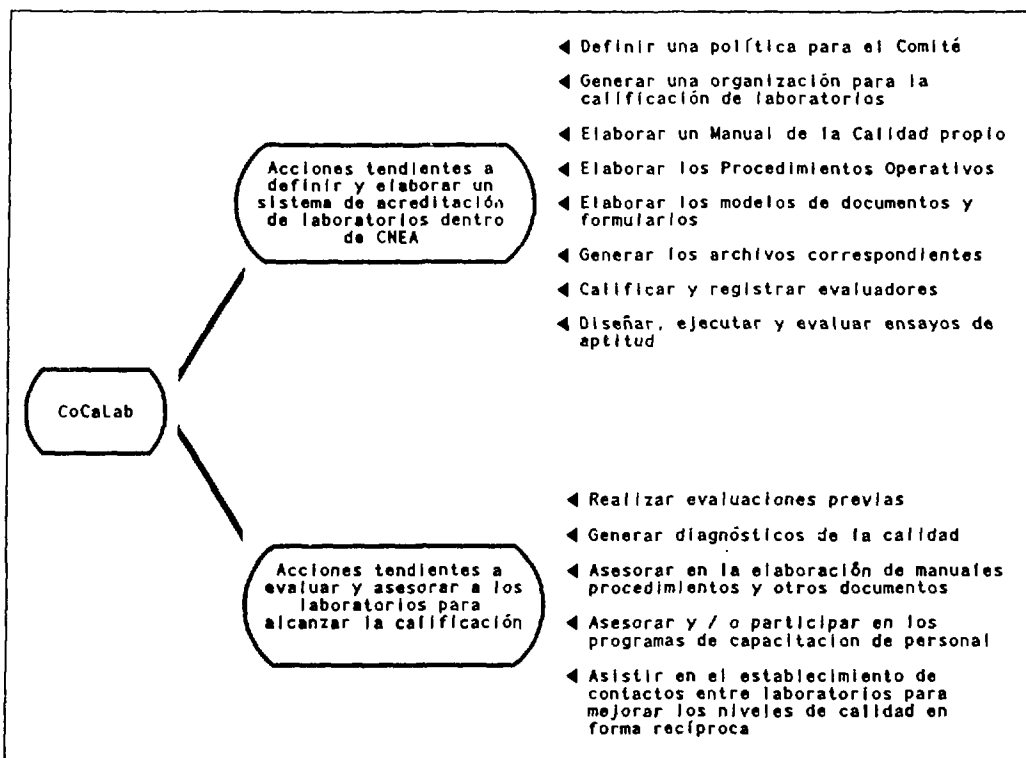 CoCaLab
Acciones tendientes a
definir y elaborar un
sistema de acreditación
de laboratorios dentro
de CNEA
◀ Definir una política para el Comité
◀ Generar una organización para la
calificación de laboratorios
◀ Elaborar un Manual de la Calidad propio
◀ Elaborar los Procedimientos Operativos
◀ Elaborar los modelos de documentos y
formularios
◀ Generar los archivos correspondientes
◀ Calificar y registrar evaluadores
◀ Diseñar, ejecutar y evaluar ensayos de
aptitud
Acciones tendientes a
evaluar y asesorar a los
laboratorios para
alcanzar la calificación
◀ Realizar evaluaciones previas
◀ Generar diagnósticos de la calidad
◀ Asesorar en la elaboración de manuales
procedimientos y otros documentos
◀ Asesorar y / o participar en los
programas de capacitacion de personal
◀ Asistir en el establecimiento de
contactos entre laboratorios para
mejorar los niveles de calidad en
forma recíproca